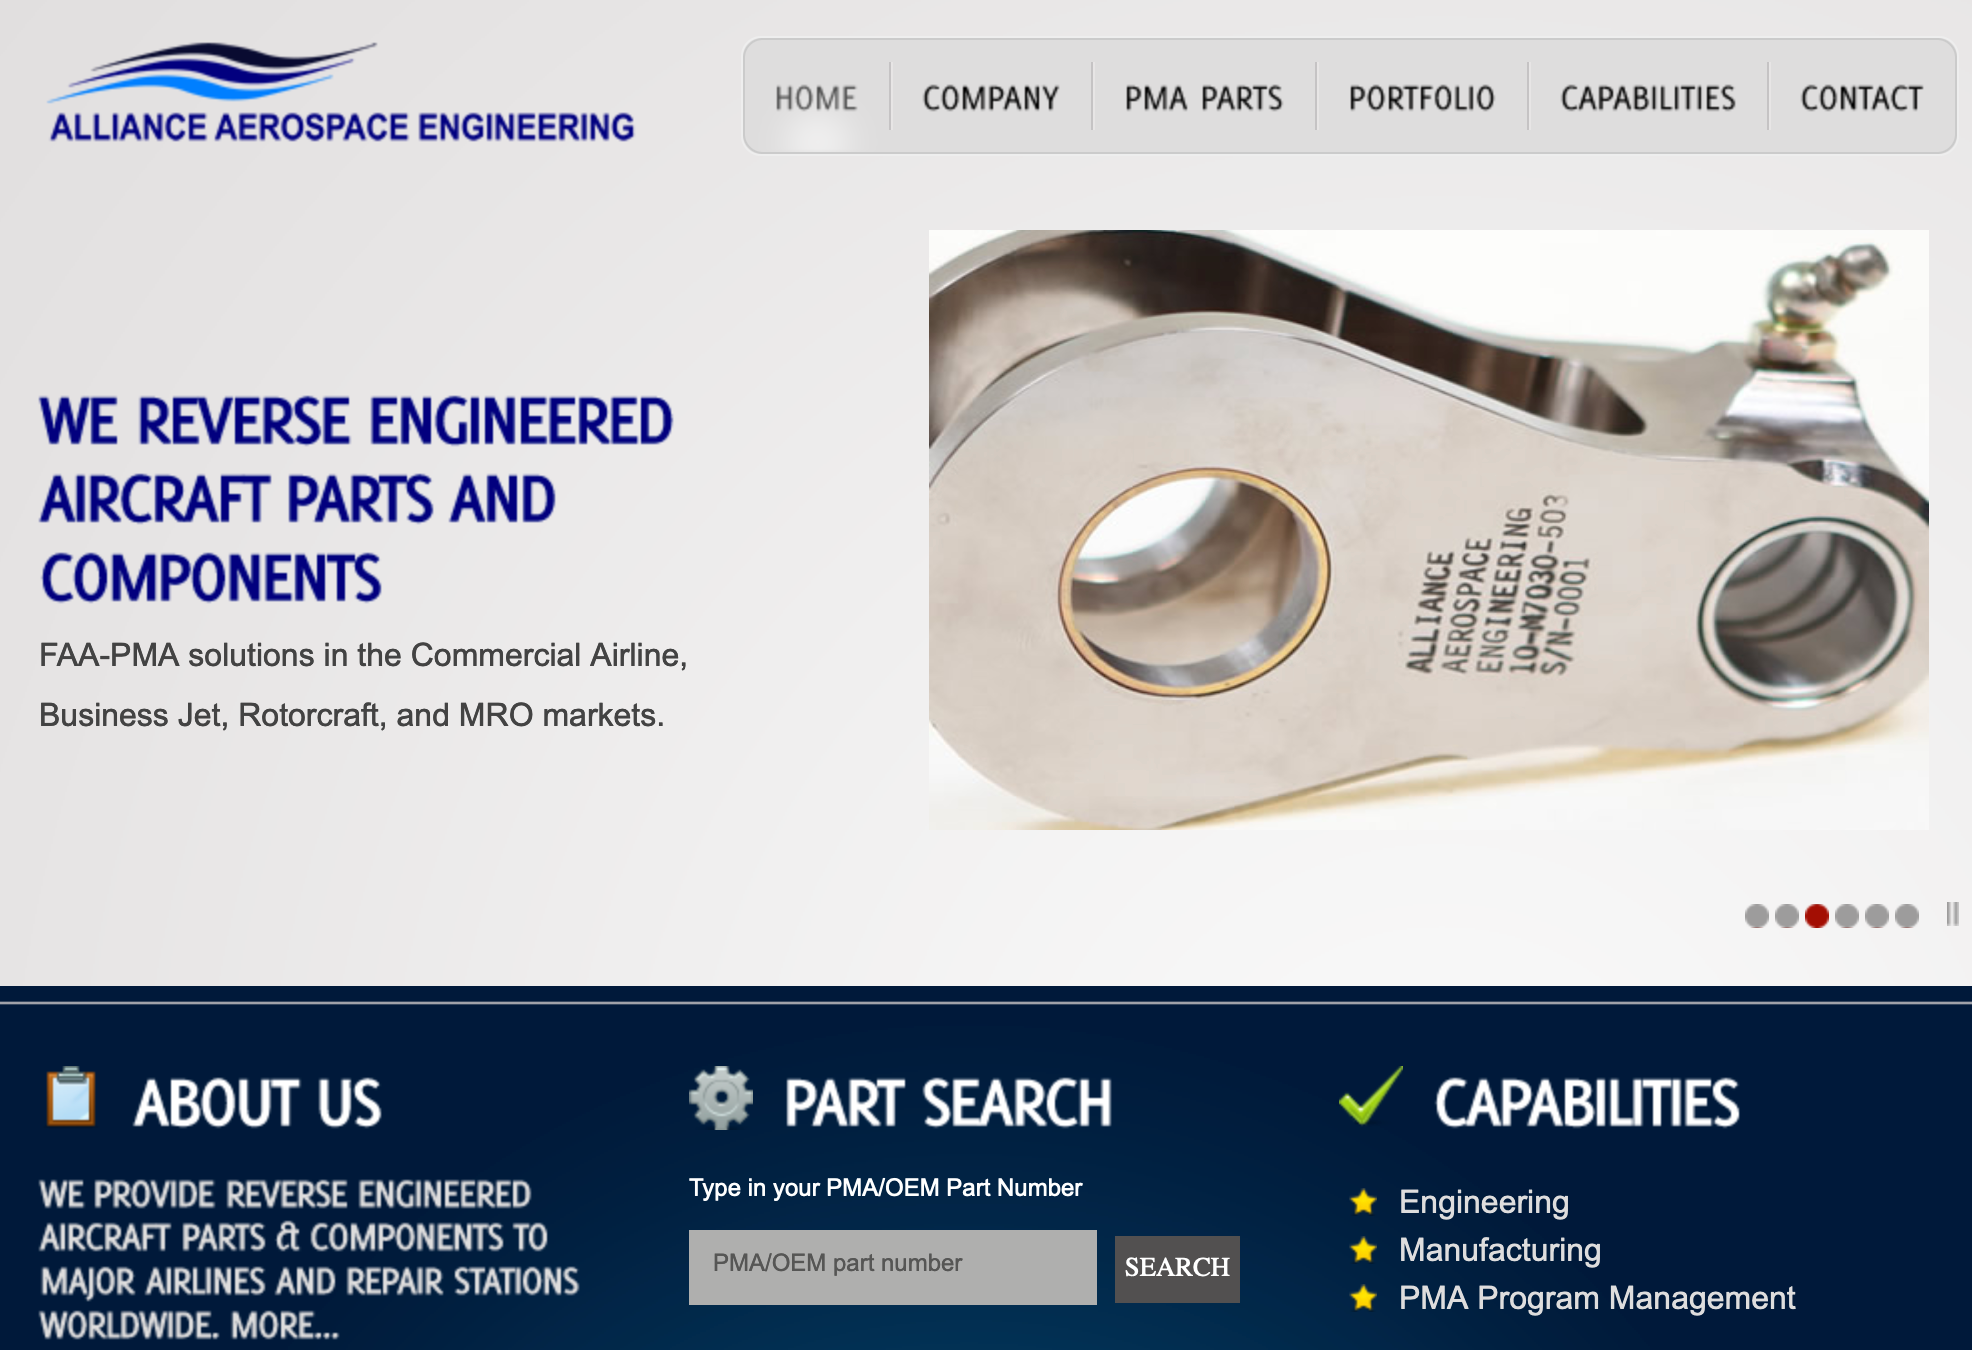 ALLIANCE AEROSPACE ENGINEERING
HOME
COMPANY
PMA PARTS
PORTFOLIO
CAPABILITIES
CONTACT
WE REVERSE ENGINEERED
AIRCRAFT PARTS AND
COMPONENTS
FAA-PMA solutions in the Commercial Airline,
Business Jet, Rotorcraft, and MRO markets.
ALLIANCE
AEROSPACE
ENGINEERING
10-M7030-503
S/N-0001
ABOUT US
WE PROVIDE REVERSE ENGINEERED
AIRCRAFT PARTS & COMPONENTS TO
MAJOR AIRLINES AND REPAIR STATIONS
WORLDWIDE. MORE...
PART SEARCH
Type in your PMA/OEM Part Number
PMA/OEM part number
SEARCH
CAPABILITIES
Engineering
Manufacturing
PMA Program Management